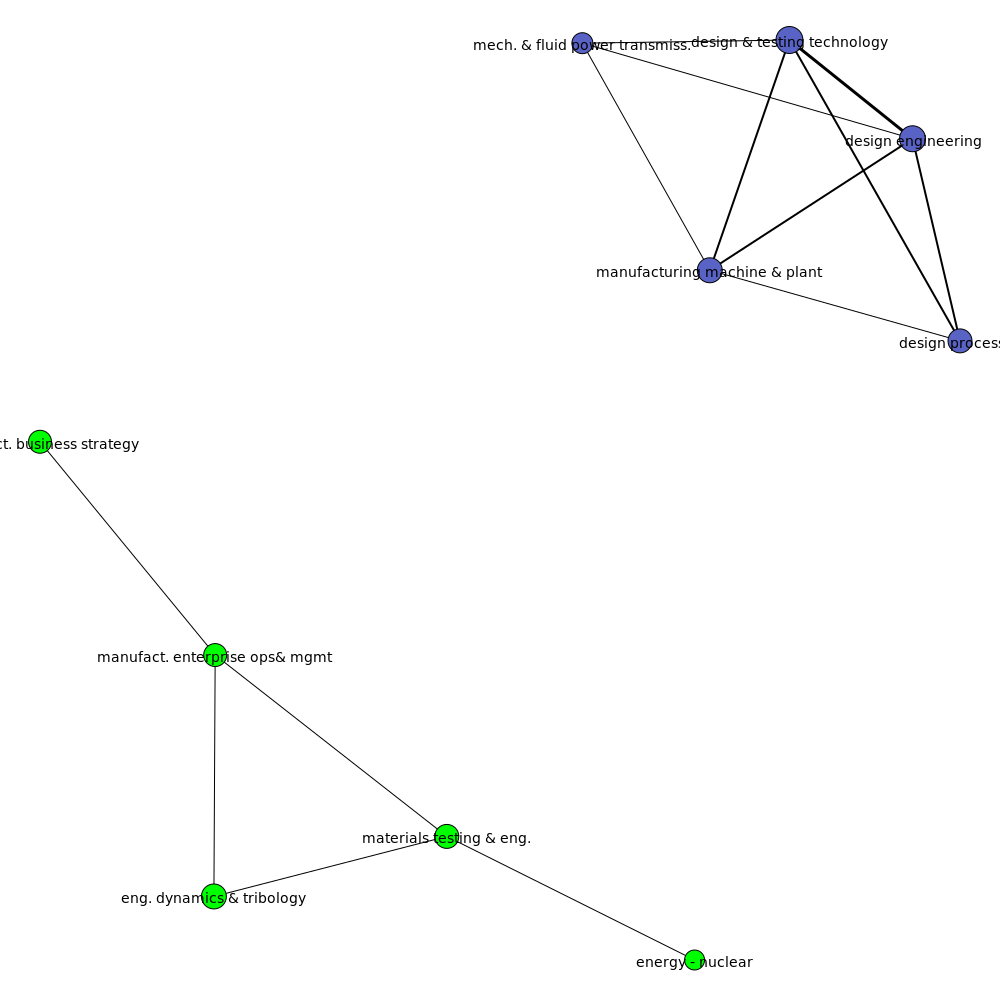 mech. & fluid power transmiss.
design & testing technology
design engineering
manufacturing machine & plant
design process
ct. business strategy
manufact. enterprise ops& mgmt
materials testing & eng.
eng. dynamics & tribology
energy - nuclear